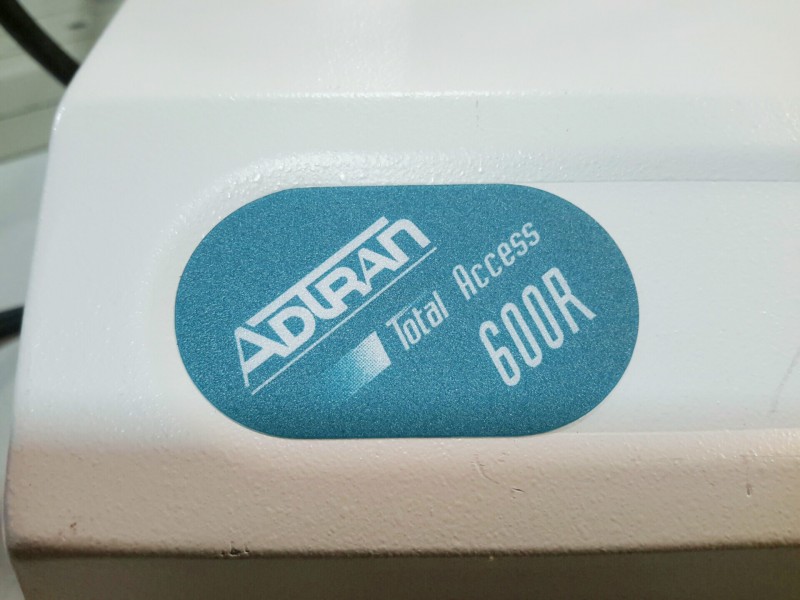 ADTRAN
Total Access
600R